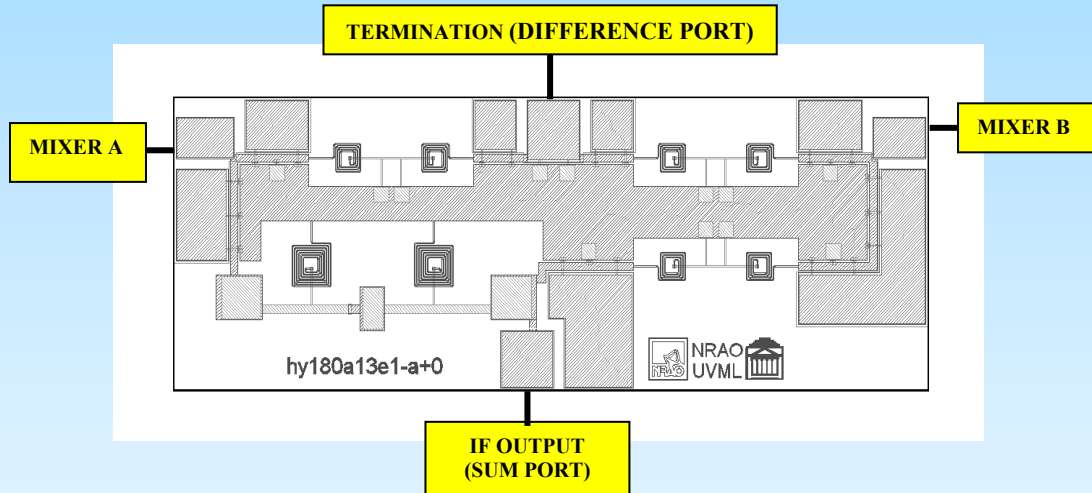 TERMINATION (DIFFERENCE PORT)
MIXER A
MIXER B
hy180a13e1-a+0
NRAO
NRAO
UVML
IF OUTPUT
(SUM PORT)